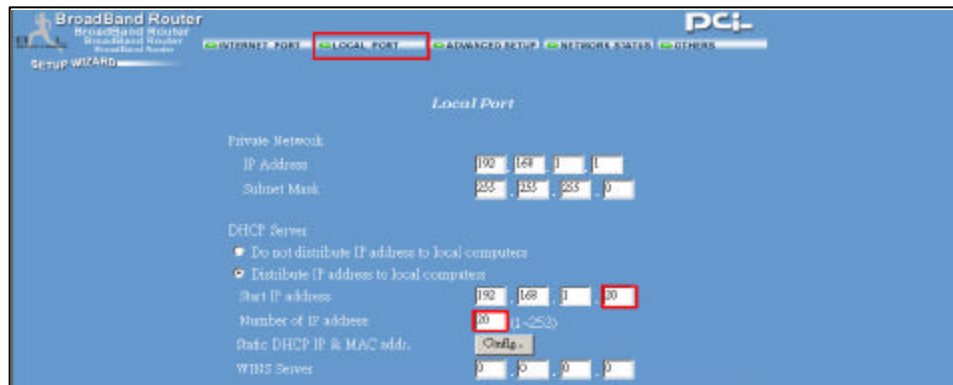 BroadBand Router
BroadBand Router
BroadBand Router
BroadBand Router
PCi
INTERNET PORT LOCAL PORT ADVANCED SETUP NETWORK STATUS OTHERS
SETUP WIZARD
Local Port
Private Network
IP Address 192 . 168 . 1 . 1
Subnet Mask 255 . 255 . 255 . 0
DHCP Server
Do not distribute IP address to local computers
Distribute IP address to local computers
Start IP address 192 . 168 . 1 . 20
Number of IP address 20 (1~253)
Static DHCP IP & MAC addr. Config..
WINS Server 0 . 0 . 0 . 0